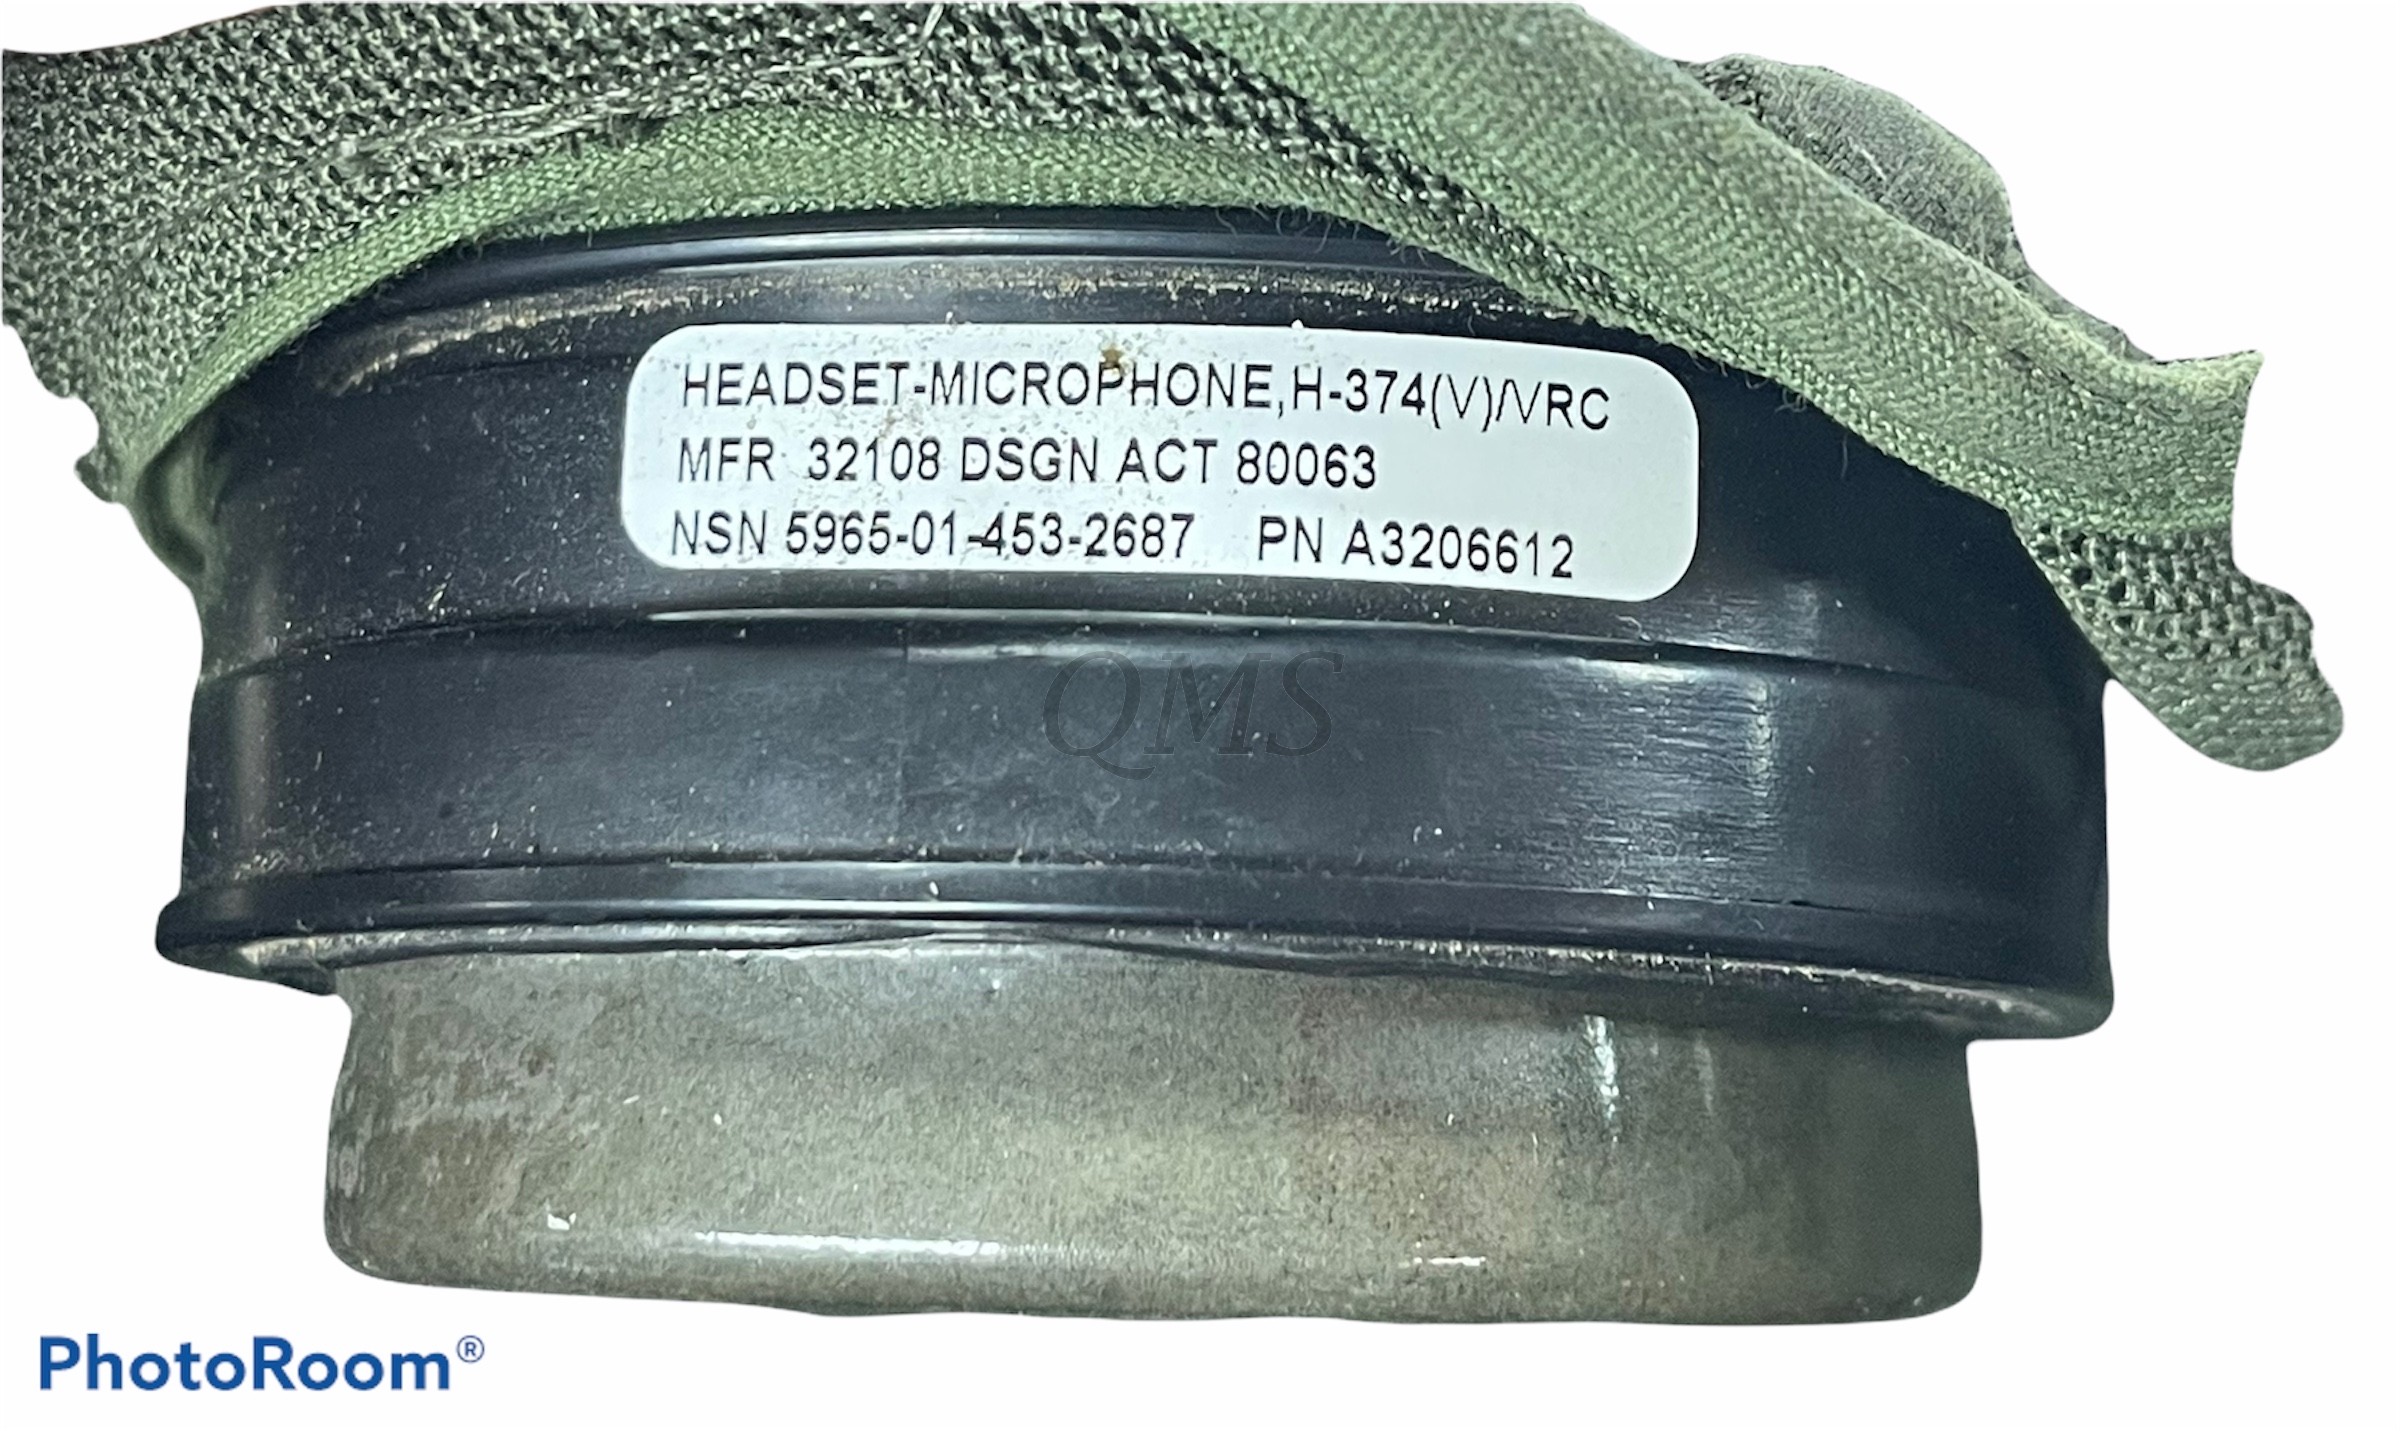 HEADSET-MICROPHONE,H-374(V)/VRC
MFR 32108 DSGN ACT 80063
NSN 5965-01-453-2687 PN A3206612
QMS
PhotoRoom®